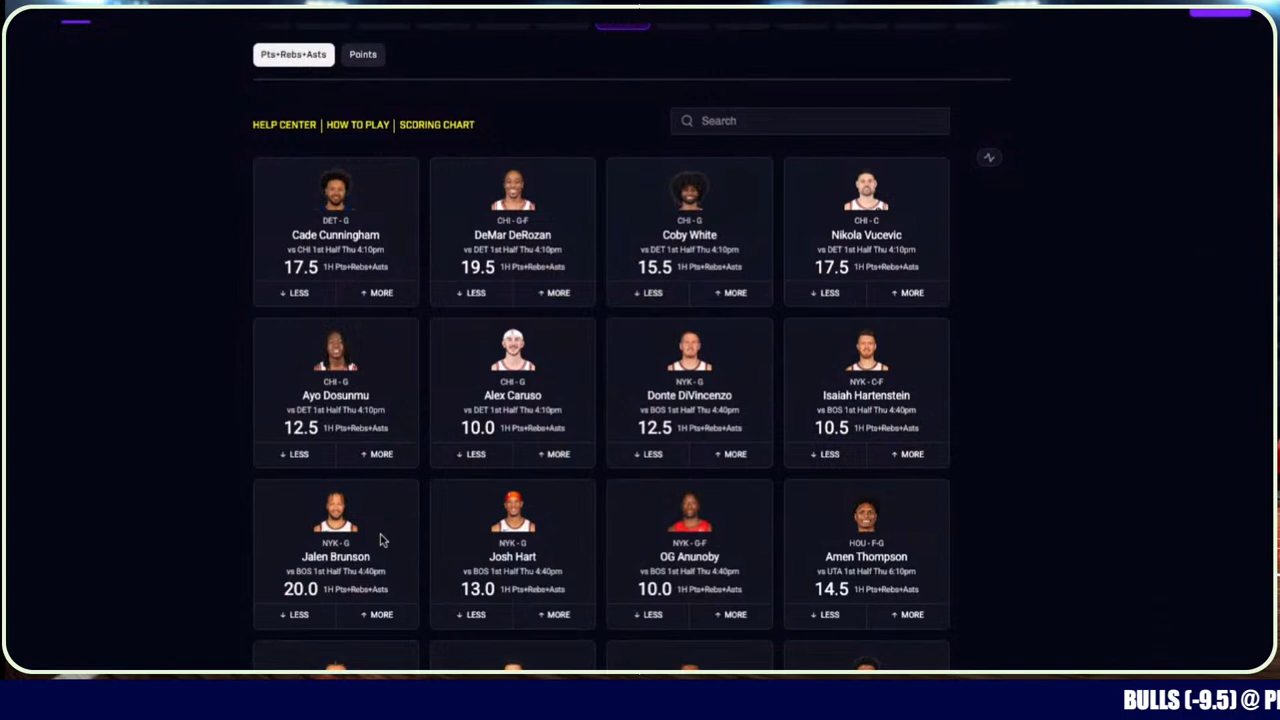 Pts+Rebs+Asts Points
HELP CENTER | HOW TO PLAY | SCORING CHART
Search
DET - G
Cade Cunningham
vs CHI 1st Half Thu 4:10pm
17.5 1H Pts+Rebs+Asts
↓ LESS ↑ MORE
CHI - G-F
DeMar DeRozan
vs DET 1st Half Thu 4:10pm
19.5 1H Pts+Rebs+Asts
↓ LESS ↑ MORE
CHI - G
Coby White
vs DET 1st Half Thu 4:10pm
15.5 1H Pts+Rebs+Asts
↓ LESS ↑ MORE
CHI - C
Nikola Vucevic
vs DET 1st Half Thu 4:10pm
17.5 1H Pts+Rebs+Asts
↓ LESS ↑ MORE
CHI - G
Ayo Dosunmu
vs DET 1st Half Thu 4:10pm
12.5 1H Pts+Rebs+Asts
↓ LESS ↑ MORE
CHI - G
Alex Caruso
vs DET 1st Half Thu 4:10pm
10.0 1H Pts+Rebs+Asts
↓ LESS ↑ MORE
NYK - G
Donte DiVincenzo
vs BOS 1st Half Thu 4:40pm
12.5 1H Pts+Rebs+Asts
↓ LESS ↑ MORE
NYK - C-F
Isaiah Hartenstein
vs BOS 1st Half Thu 4:40pm
10.5 1H Pts+Rebs+Asts
↓ LESS ↑ MORE
NYK - G
Jalen Brunson
vs BOS 1st Half Thu 4:40pm
20.0 1H Pts+Rebs+Asts
↓ LESS ↑ MORE
NYK - G
Josh Hart
vs BOS 1st Half Thu 4:40pm
13.0 1H Pts+Rebs+Asts
↓ LESS ↑ MORE
NYK - G-F
OG Anunoby
vs BOS 1st Half Thu 4:40pm
10.0 1H Pts+Rebs+Asts
↓ LESS ↑ MORE
HOU - F-G
Amen Thompson
vs UTA 1st Half Thu 6:10pm
14.5 1H Pts+Rebs+Asts
↓ LESS ↑ MORE
BULLS (-9.5) @